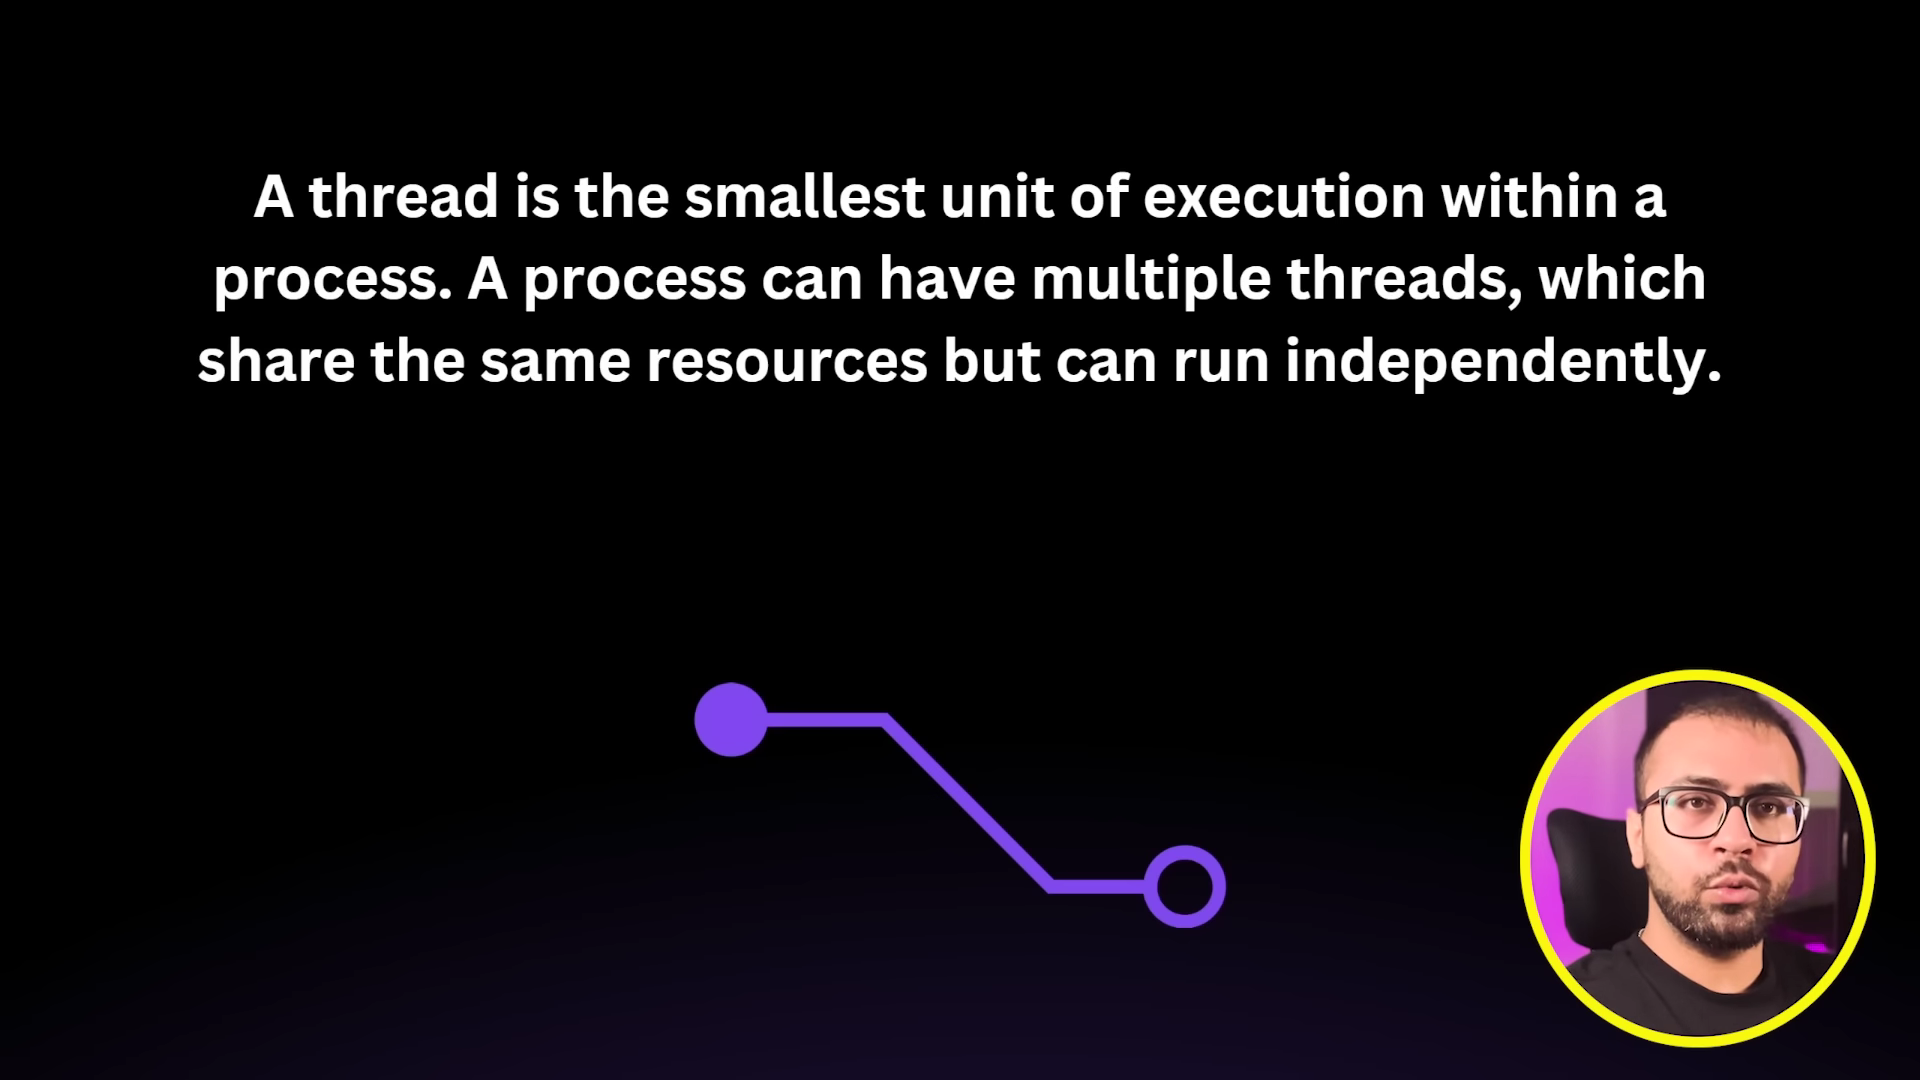 A thread is the smallest unit of execution within a
process. A process can have multiple threads, which
share the same resources but can run independently.